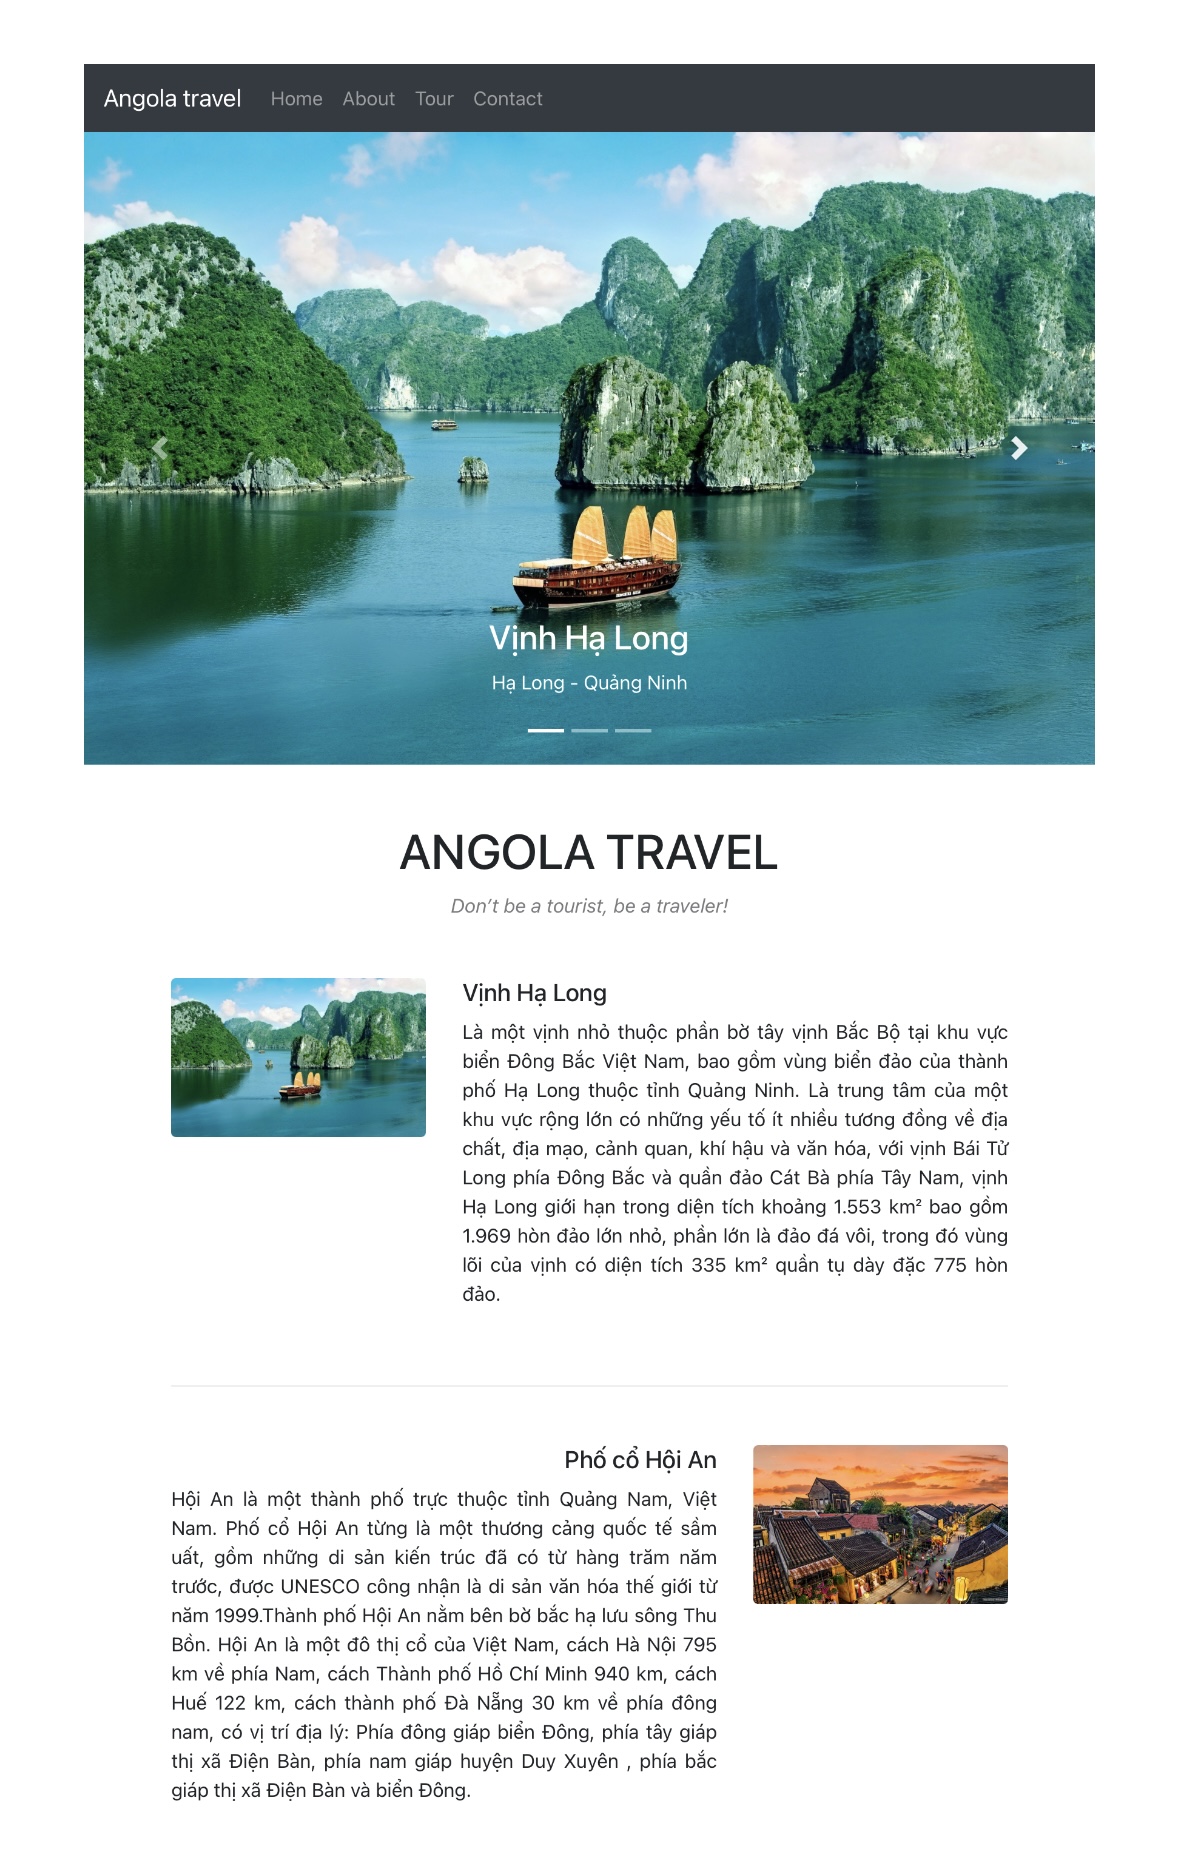 Angola travel Home About Tour Contact
Vịnh Hạ Long
Hạ Long - Quảng Ninh
ANGOLA TRAVEL
Don’t be a tourist, be a traveler!
Vịnh Hạ Long
Là một vịnh nhỏ thuộc phần bờ tây vịnh Bắc Bộ tại khu vực
biển Đông Bắc Việt Nam, bao gồm vùng biển đảo của thành
phố Hạ Long thuộc tỉnh Quảng Ninh. Là trung tâm của một
khu vực rộng lớn có những yếu tố ít nhiều tương đồng về địa
chất, địa mạo, cảnh quan, khí hậu và văn hóa, với vịnh Bái Tử
Long phía Đông Bắc và quần đảo Cát Bà phía Tây Nam, vịnh
Hạ Long giới hạn trong diện tích khoảng 1.553 km² bao gồm
1.969 hòn đảo lớn nhỏ, phần lớn là đảo đá vôi, trong đó vùng
lõi của vịnh có diện tích 335 km² quần tụ dày đặc 775 hòn
đảo.
Phố cổ Hội An
Hội An là một thành phố trực thuộc tỉnh Quảng Nam, Việt
Nam. Phố cổ Hội An từng là một thương cảng quốc tế sầm
uất, gồm những di sản kiến trúc đã có từ hàng trăm năm
trước, được UNESCO công nhận là di sản văn hóa thế giới từ
năm 1999.Thành phố Hội An nằm bên bờ bắc hạ lưu sông Thu
Bồn. Hội An là một đô thị cổ của Việt Nam, cách Hà Nội 795
km về phía Nam, cách Thành phố Hồ Chí Minh 940 km, cách
Huế 122 km, cách thành phố Đà Nẵng 30 km về phía đông
nam, có vị trí địa lý: Phía đông giáp biển Đông, phía tây giáp
thị xã Điện Bàn, phía nam giáp huyện Duy Xuyên , phía bắc
giáp thị xã Điện Bàn và biển Đông.